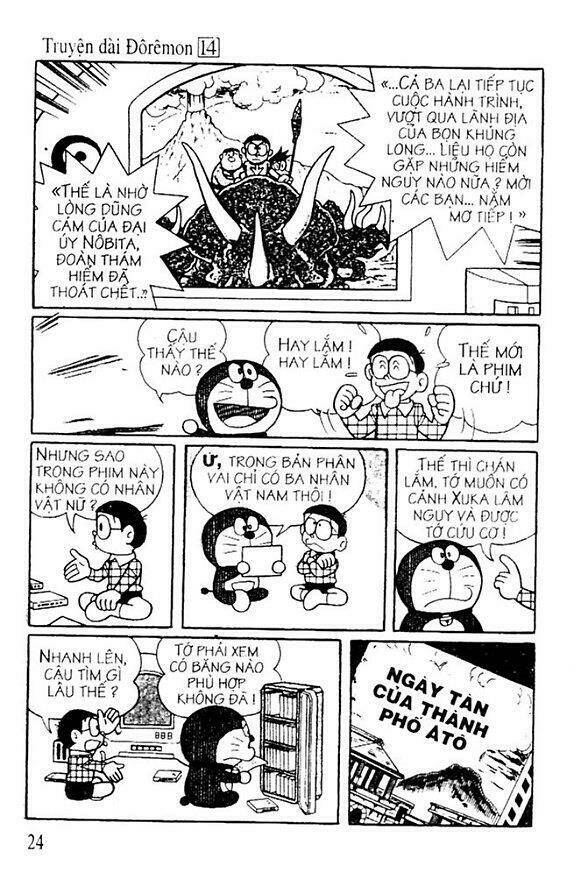 Truyện dài Đôrêmon 14
«...CẢ BA LẠI TIẾP TỤC
CUỘC HÀNH TRÌNH,
VƯỢT QUA LÃNH ĐỊA
CỦA BỌN KHỦNG
LONG... LIỆU HỌ CÒN
GẶP NHỮNG HIỂM
NGUY NÀO NỮA ? MỜI
CÁC BẠN... NẰM
MƠ TIẾP ! »
«THẾ LÀ NHỜ
LÒNG DŨNG
CẢM CỦA ĐẠI
ÚY NÔBITA,
ĐOÀN THÁM
HIỂM ĐÃ
THOÁT CHẾT..»
CẬU
THẤY THẾ
NÀO ?
HAY LẮM !
HAY LẮM !
THẾ MỚI
LÀ PHIM
CHỨ !
NHƯNG SAO
TRONG PHIM NÀY
KHÔNG CÓ NHÂN
VẬT NỮ ?
Ừ, TRONG BẢN PHÂN
VAI CHỈ CÓ BA NHÂN
VẬT NAM THÔI !
THẾ THÌ CHÁN
LẮM, TỚ MUỐN CÓ
CẢNH XUKA LÂM
NGUY VÀ ĐƯỢC
TỚ CỨU CƠ !
NHANH LÊN,
CẬU TÌM GÌ
LÂU THẾ ?
TỚ PHẢI XEM
CÓ BĂNG NÀO
PHÙ HỢP
KHÔNG ĐÃ !
NGÀY TÀN
CỦA THÀNH
PHỐ ATÔ
24